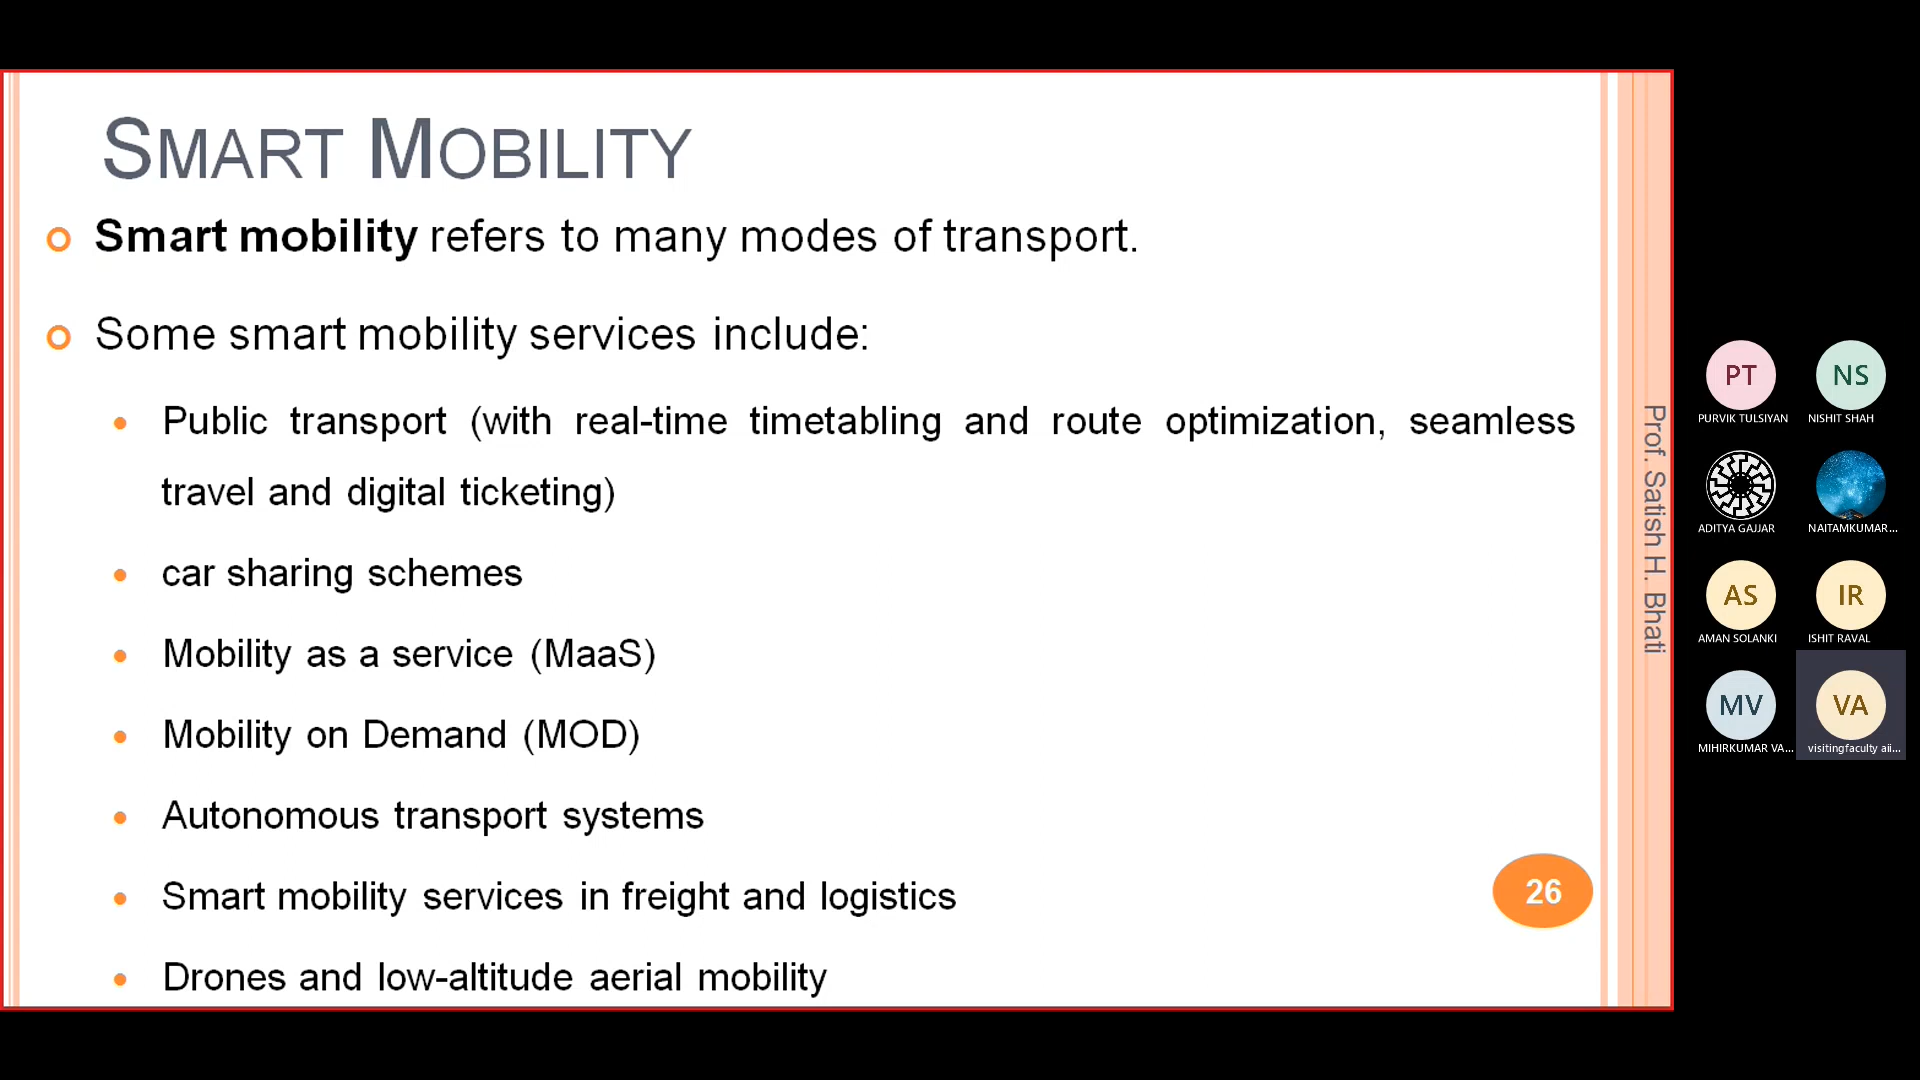 SMART MOBILITY
Smart mobility refers to many modes of transport.
Some smart mobility services include:
Public transport (with real-time timetabling and route optimization, seamless
travel and digital ticketing)
car sharing schemes
Mobility as a service (MaaS)
Mobility on Demand (MOD)
Autonomous transport systems
Smart mobility services in freight and logistics
Drones and low-altitude aerial mobility
26
Prof. Satish H. Bhati
PT
PURVIK TULSIYAN
NS
NISHIT SHAH
ADITYA GAJJAR
NAITAMKUMAR...
AS
AMAN SOLANKI
IR
ISHIT RAVAL
MV
MIHIRKUMAR VA...
VA
visitingfaculty aii...